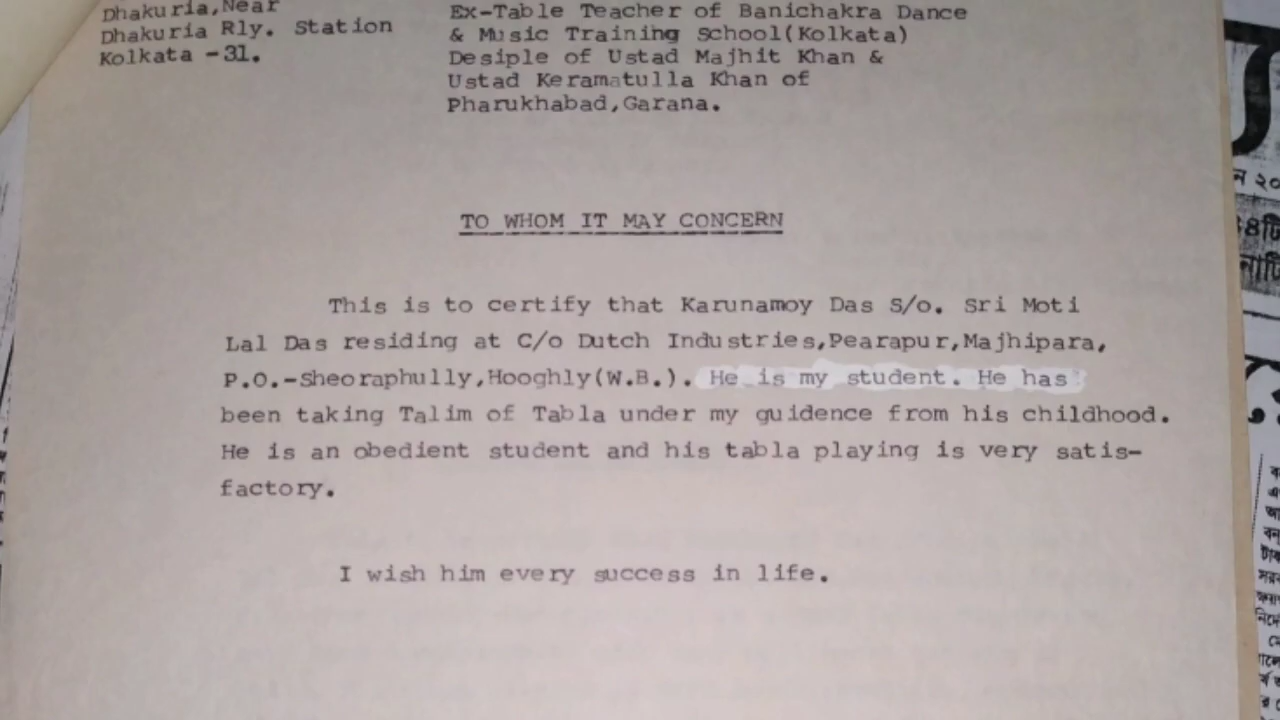 Dhakuria,Near
Dhakuria Rly. Station
Kolkata -31.
Ex-Table Teacher of Banichakra Dance
& Music Training School(Kolkata)
Desiple of Ustad Majhit Khan &
Ustad Keramatulla Khan of
Pharukhabad,Garana.
TO WHOM IT MAY CONCERN
This is to certify that Karunamoy Das S/o. Sri Moti
Lal Das residing at C/o Dutch Industries,Pearapur,Majhipara,
P.O.-Sheoraphully,Hooghly(W.B.). He is my student. He has
been taking Talim of Tabla under my guidence from his childhood.
He is an obedient student and his tabla playing is very satis-
factory.
I wish him every success in life.
ন ২০